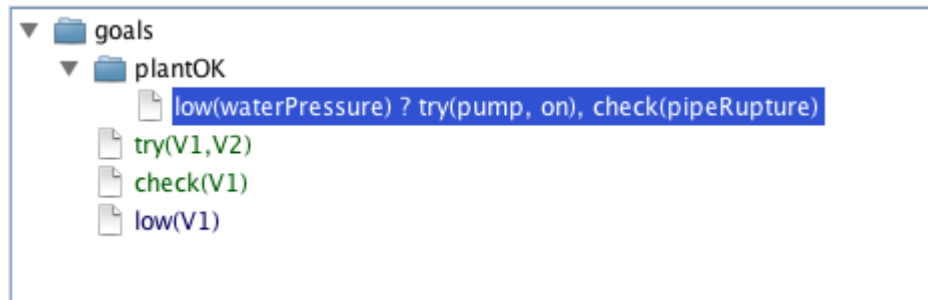 goals
plantOK
low(waterPressure) ? try(pump, on), check(pipeRupture)
try(V1,V2)
check(V1)
low(V1)